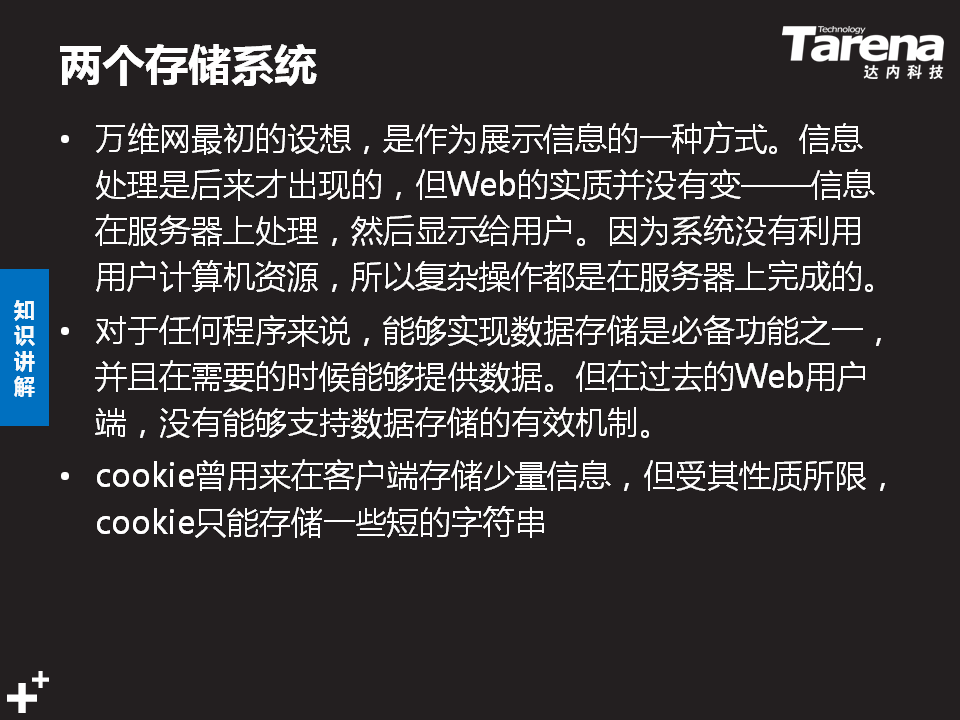 两个存储系统
Technology
Tarena
达内科技
• 万维网最初的设想，是作为展示信息的一种方式。信息
处理是后来才出现的，但Web的实质并没有变——信息
在服务器上处理，然后显示给用户。因为系统没有利用
用户计算机资源，所以复杂操作都是在服务器上完成的。
• 对于任何程序来说，能够实现数据存储是必备功能之一，
并且在需要的时候能够提供数据。但在过去的Web用户
端，没有能够支持数据存储的有效机制。
• cookie曾用来在客户端存储少量信息，但受其性质所限，
cookie只能存储一些短的字符串
知
识
讲
解